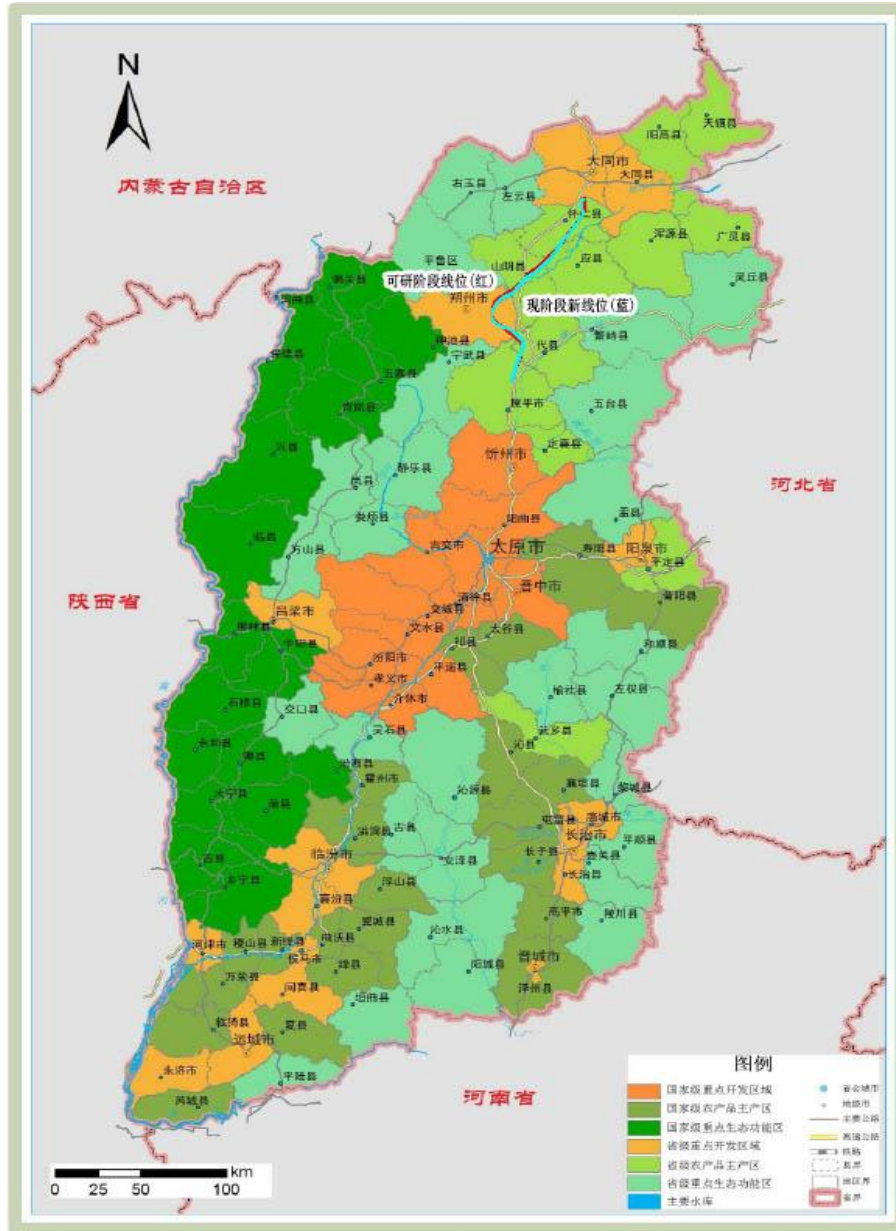 N
天镇县
阳高县
大同市
大同县
内蒙古自治区
右玉县
左云县
怀仁县
浑源县
广灵县
平鲁区
山阴县
应县
灵丘县
可研阶段线位(红)
现阶段新线位(蓝)
朔州市
繁峙县
代县
神池县
宁武县
保德县
五寨县
原平市
五台县
岢岚县
定襄县
忻州市
兴县
静乐县
河北省
岚县
娄烦县
阳曲县
盂县
临县
方山县
古交市
太原市
寿阳县
阳泉市
平定县
陕西省
晋中市
清徐县
昔阳县
吕梁市
文水县
交城县
太谷县
柳林县
中阳县
祁县
和顺县
汾阳市
平遥县
孝义市
石楼县
交口县
介休市
榆社县
左权县
灵石县
武乡县
沁县
永和县
隰县
汾西县
霍州市
大宁县
蒲县
沁源县
襄垣县
黎城县
洪洞县
古县
屯留县
潞城市
长治市
平顺县
吉县
临汾市
安泽县
长子县
壶关县
长治县
乡宁县
浮山县
襄汾县
高平市
陵川县
翼城县
沁水县
河津市
稷山县
新绛县
曲沃县
侯马市
阳城县
晋城市
万荣县
绛县
泽州县
闻喜县
垣曲县
临猗县
夏县
运城市
永济市
平陆县
芮城县
河南省
图例
国家级重点开发区域
国家级农产品主产区
国家级重点生态功能区
省级重点开发区域
省级农产品主产区
省级重点生态功能区
主要水库
省会城市
地级市
主要公路
高速公路
铁路
县界
地区界
省界
km
0 25 50 100